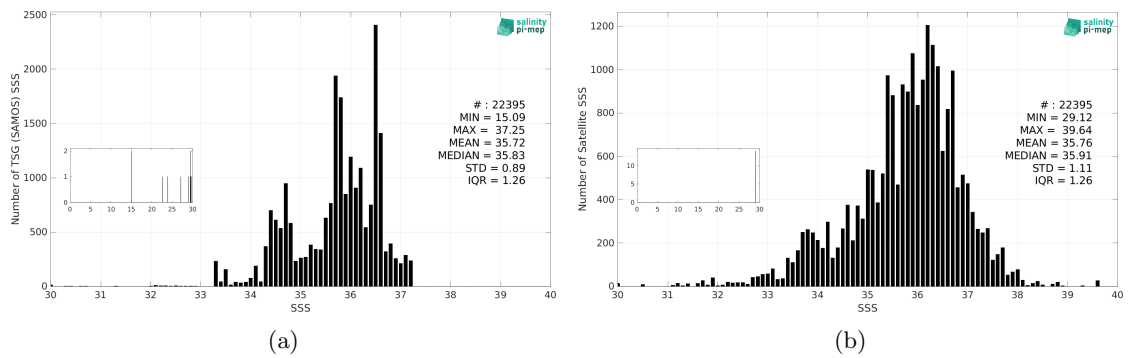 2500
2000
1500
1000
500
0
Number of TSG (SAMOS) SSS
salinity
pi-mep
# : 22395
MIN = 15.09
MAX = 37.25
MEAN = 35.72
MEDIAN = 35.83
STD = 0.89
IQR = 1.26
2
1
0
0 5 10 15 20 25 30
30 31 32 33 34 35 36 37 38 39 40
SSS
(a)
1200
1000
800
600
400
200
0
Number of Satellite SSS
salinity
pi-mep
# : 22395
MIN = 29.12
MAX = 39.64
MEAN = 35.76
MEDIAN = 35.91
STD = 1.11
IQR = 1.26
10
5
0
0 5 10 15 20 25 30
30 31 32 33 34 35 36 37 38 39 40
SSS
(b)